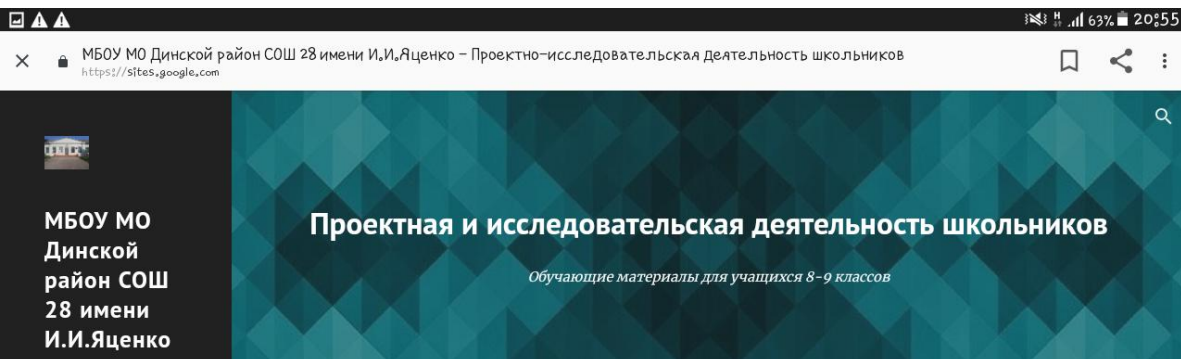 63% 20:55
МБОУ МО Динской район СОШ 28 имени И.И.Яценко – Проектно-исследовательская деятельность школьников
https://sites.google.com
МБОУ МО
Динской
район СОШ
28 имени
И.И.Яценко
Проектная и исследовательская деятельность школьников
Обучающие материалы для учащихся 8-9 классов